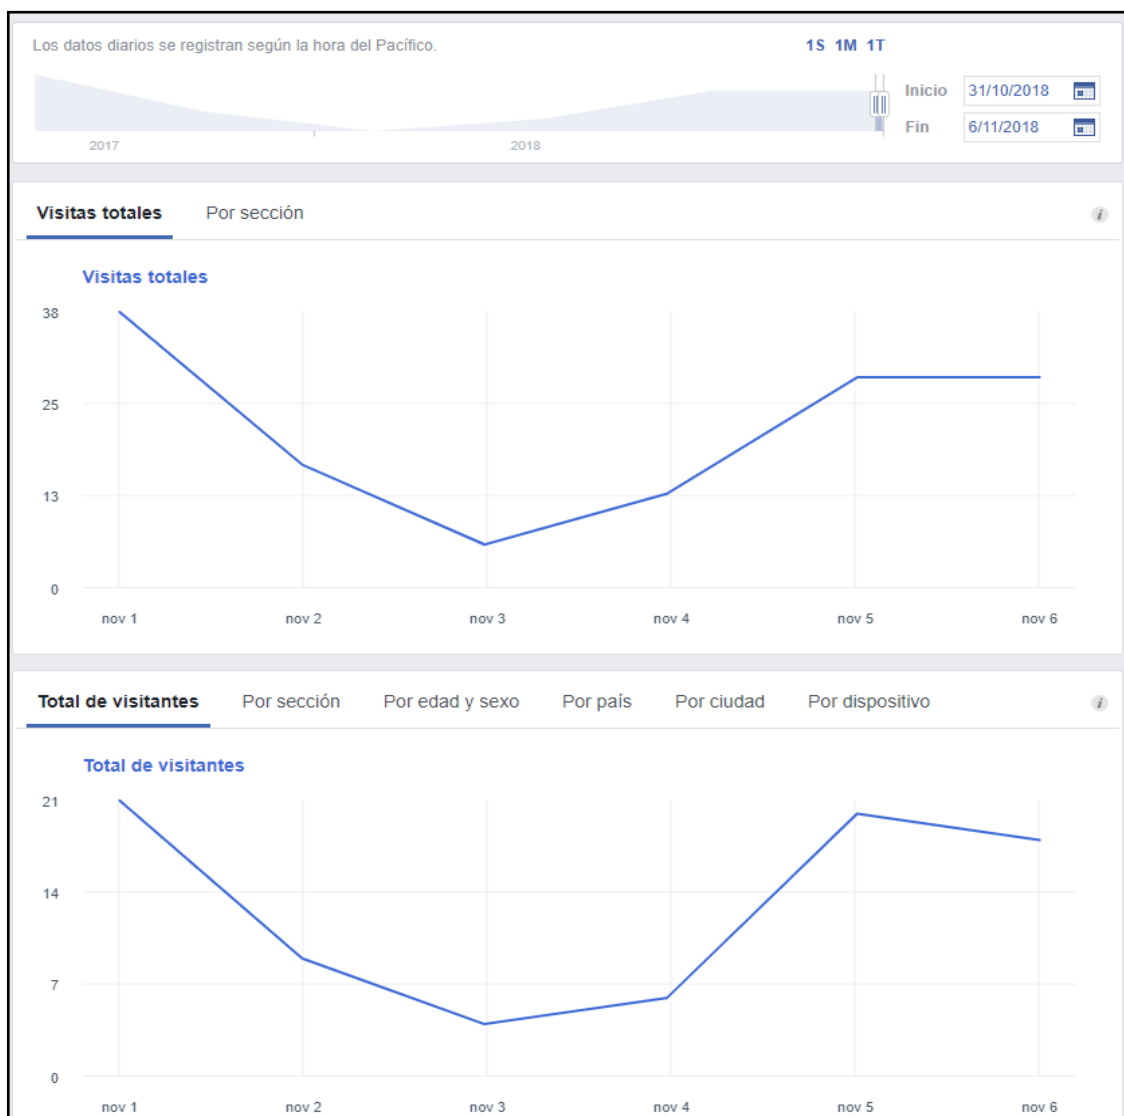 Los datos diarios se registran según la hora del Pacífico.
1S 1M 1T
Inicio 31/10/2018
Fin 6/11/2018
2017 2018
Visitas totales Por sección
Visitas totales
38
25
13
0
nov 1 nov 2 nov 3 nov 4 nov 5 nov 6
Total de visitantes Por sección Por edad y sexo Por país Por ciudad Por dispositivo
Total de visitantes
21
14
7
0
nov 1 nov 2 nov 3 nov 4 nov 5 nov 6